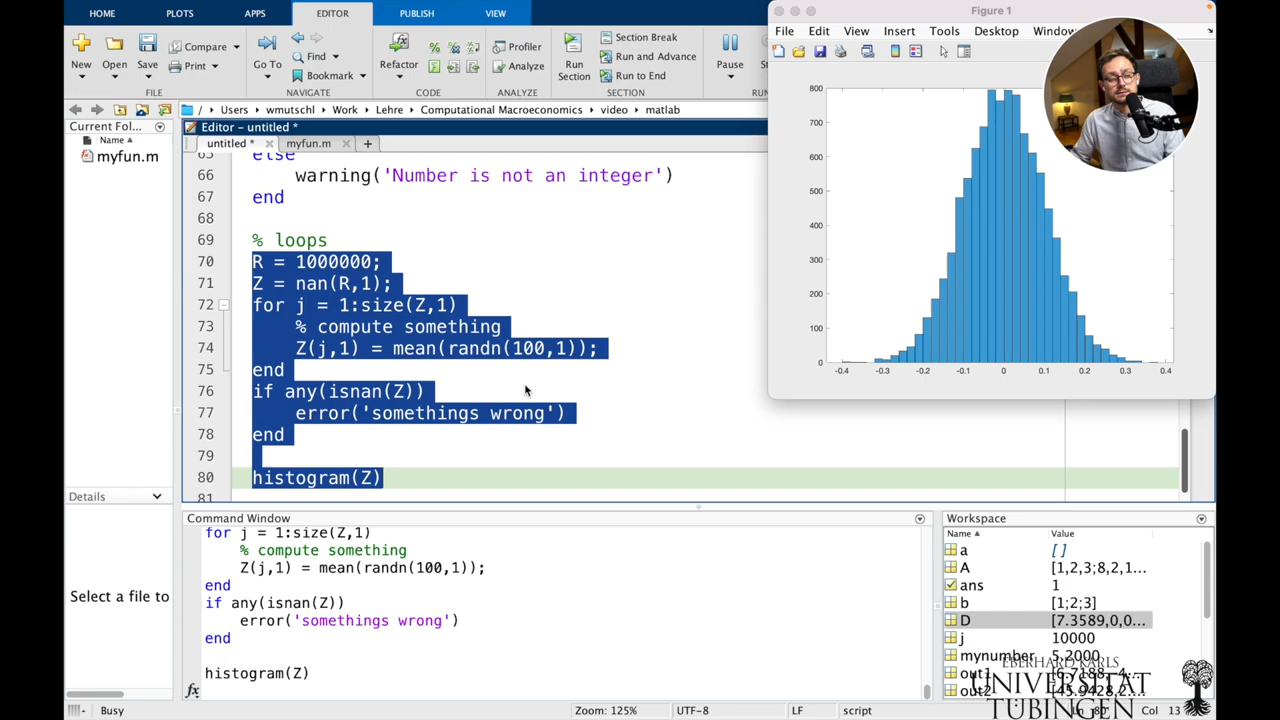 HOME PLOTS APPS EDITOR PUBLISH VIEW
New Open Save Compare Print Go To Find Bookmark Refactor Profiler Analyze Run Section Section Break Run and Advance Run to End Pause
FILE NAVIGATE CODE ANALYZE SECTION
/ Users wmutschl Work Lehre Computational Macroeconomics video matlab
Current Fol...
Name
myfun.m
Details
Select a file to
Editor - untitled *
untitled * myfun.m
65 else
66 warning('Number is not an integer')
67 end
68
69 % loops
70 R = 1000000;
71 Z = nan(R,1);
72 for j = 1:size(Z,1)
73 % compute something
74 Z(j,1) = mean(randn(100,1));
75 end
76 if any(isnan(Z))
77 error('somethings wrong')
78 end
79
80 histogram(Z)
81
Figure 1
File Edit View Insert Tools Desktop Window
800
700
600
500
400
300
200
100
0
-0.4 -0.3 -0.2 -0.1 0 0.1 0.2 0.3 0.4
Command Window
for j = 1:size(Z,1)
% compute something
Z(j,1) = mean(randn(100,1));
end
if any(isnan(Z))
error('somethings wrong')
end
histogram(Z)
fx
Workspace
Name Value
a []
A [1,2,3;8,2,1...
ans 1
b [1;2;3]
D [7.3589,0,0...
j 10000
mynumber 5.2000
out1
out2
EBERHARD KARLS
UNIVERSITÄT
TÜBINGEN
Busy Zoom: 125% UTF-8 LF script Ln 80 Col 13